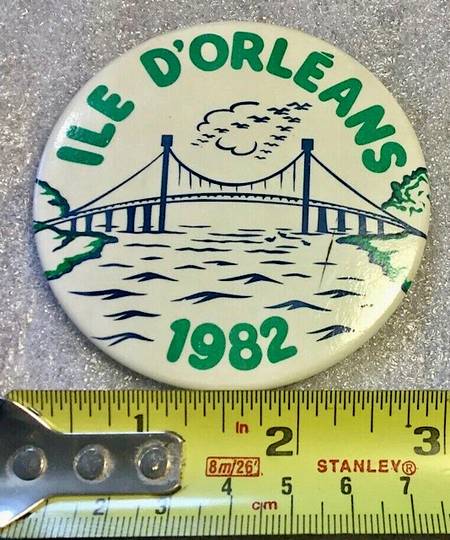 ILE D'ORLÉANS
1982
1 In 2 3
8m/26' STANLEY®
2 3 4 5 6 7
cm